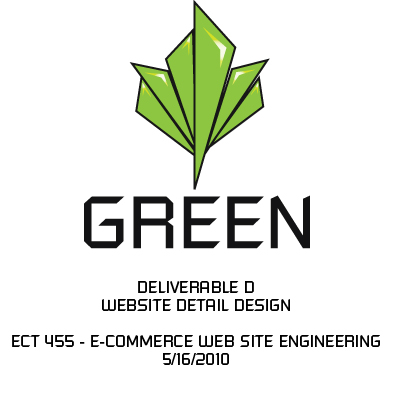 GREEN
DELIVERABLE D
WEBSITE DETAIL DESIGN
ECT 455 - E-COMMERCE WEB SITE ENGINEERING
5/16/2010